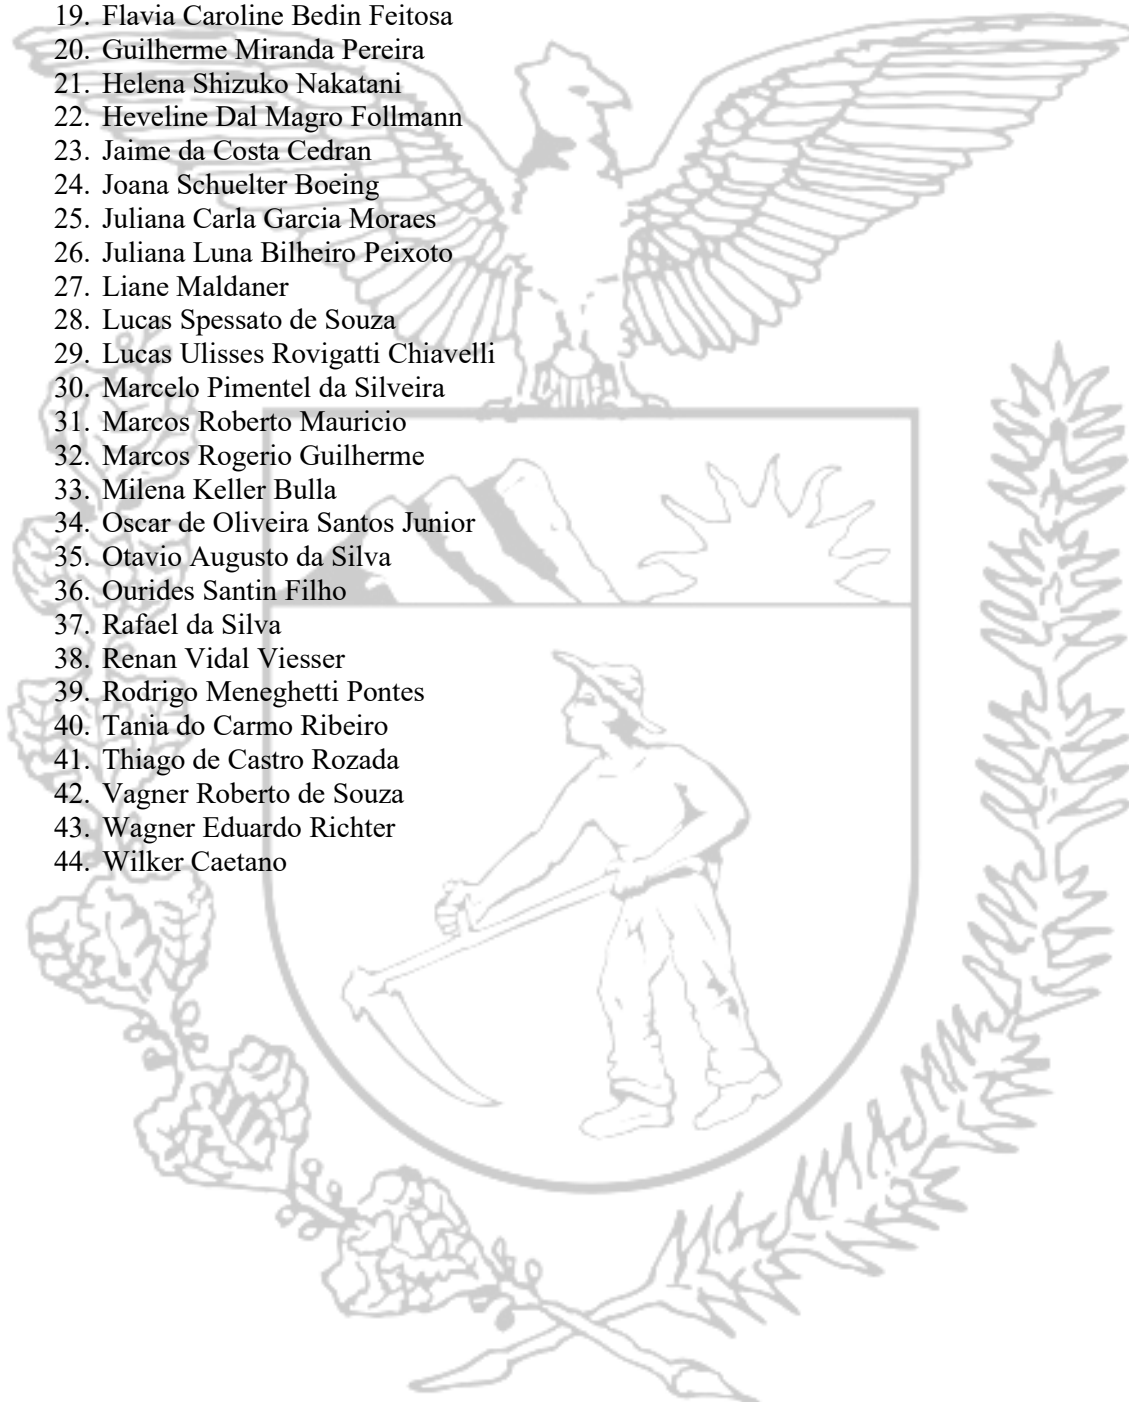 19. Flavia Caroline Bedin Feitosa
20. Guilherme Miranda Pereira
21. Helena Shizuko Nakatani
22. Heveline Dal Magro Follmann
23. Jaime da Costa Cedran
24. Joana Schuelter Boeing
25. Juliana Carla Garcia Moraes
26. Juliana Luna Bilheiro Peixoto
27. Liane Maldaner
28. Lucas Spessato de Souza
29. Lucas Ulisses Rovigatti Chiavelli
30. Marcelo Pimentel da Silveira
31. Marcos Roberto Mauricio
32. Marcos Rogerio Guilherme
33. Milena Keller Bulla
34. Oscar de Oliveira Santos Junior
35. Otavio Augusto da Silva
36. Ourides Santin Filho
37. Rafael da Silva
38. Renan Vidal Viesser
39. Rodrigo Meneghetti Pontes
40. Tania do Carmo Ribeiro
41. Thiago de Castro Rozada
42. Vagner Roberto de Souza
43. Wagner Eduardo Richter
44. Wilker Caetano